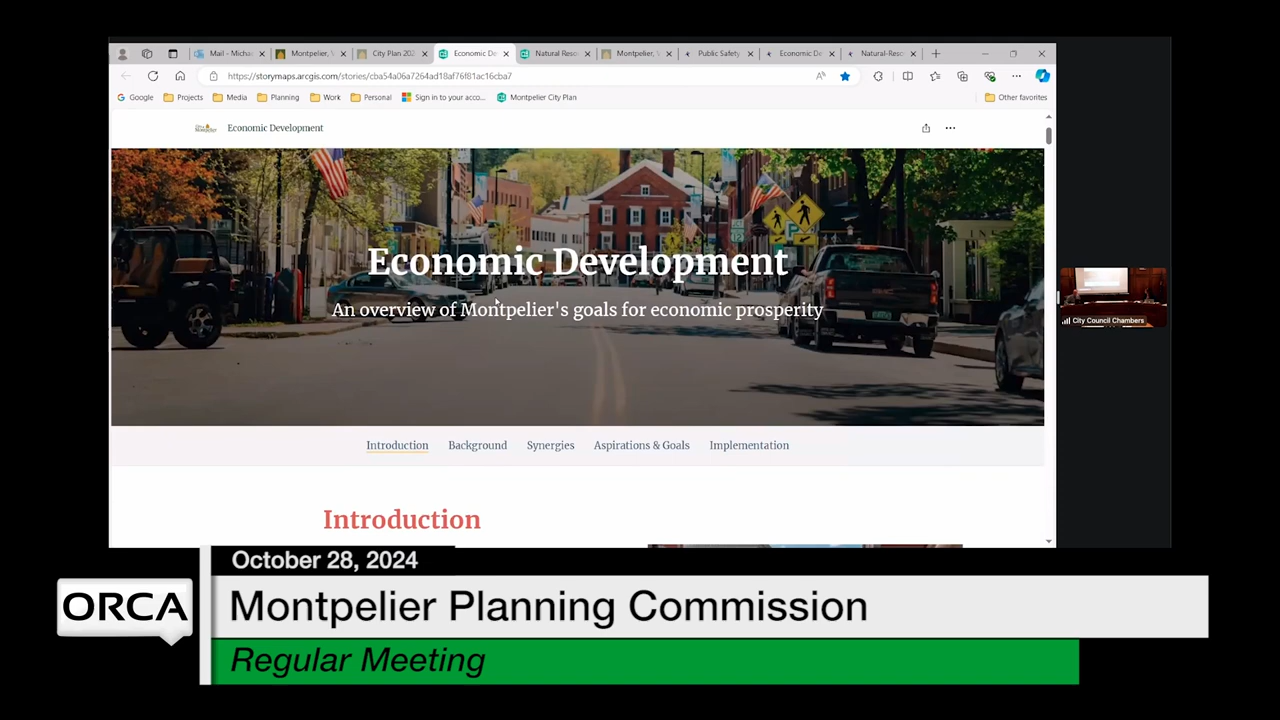 Mail - Micha
Montpelier, V
City Plan 202
Economic De
Natural Reso
Montpelier, V
Public Safety
Economic De
Natural-Reso
https://storymaps.arcgis.com/stories/cba54a06a7264ad18af76f81ac16cba7
Google
Projects
Media
Planning
Work
Personal
Sign in to your acco...
Montpelier City Plan
Other favorites
Economic Development
Economic Development
An overview of Montpelier's goals for economic prosperity
Introduction
Background
Synergies
Aspirations & Goals
Implementation
Introduction
City Council Chambers
October 28, 2024
ORCA
Montpelier Planning Commission
Regular Meeting